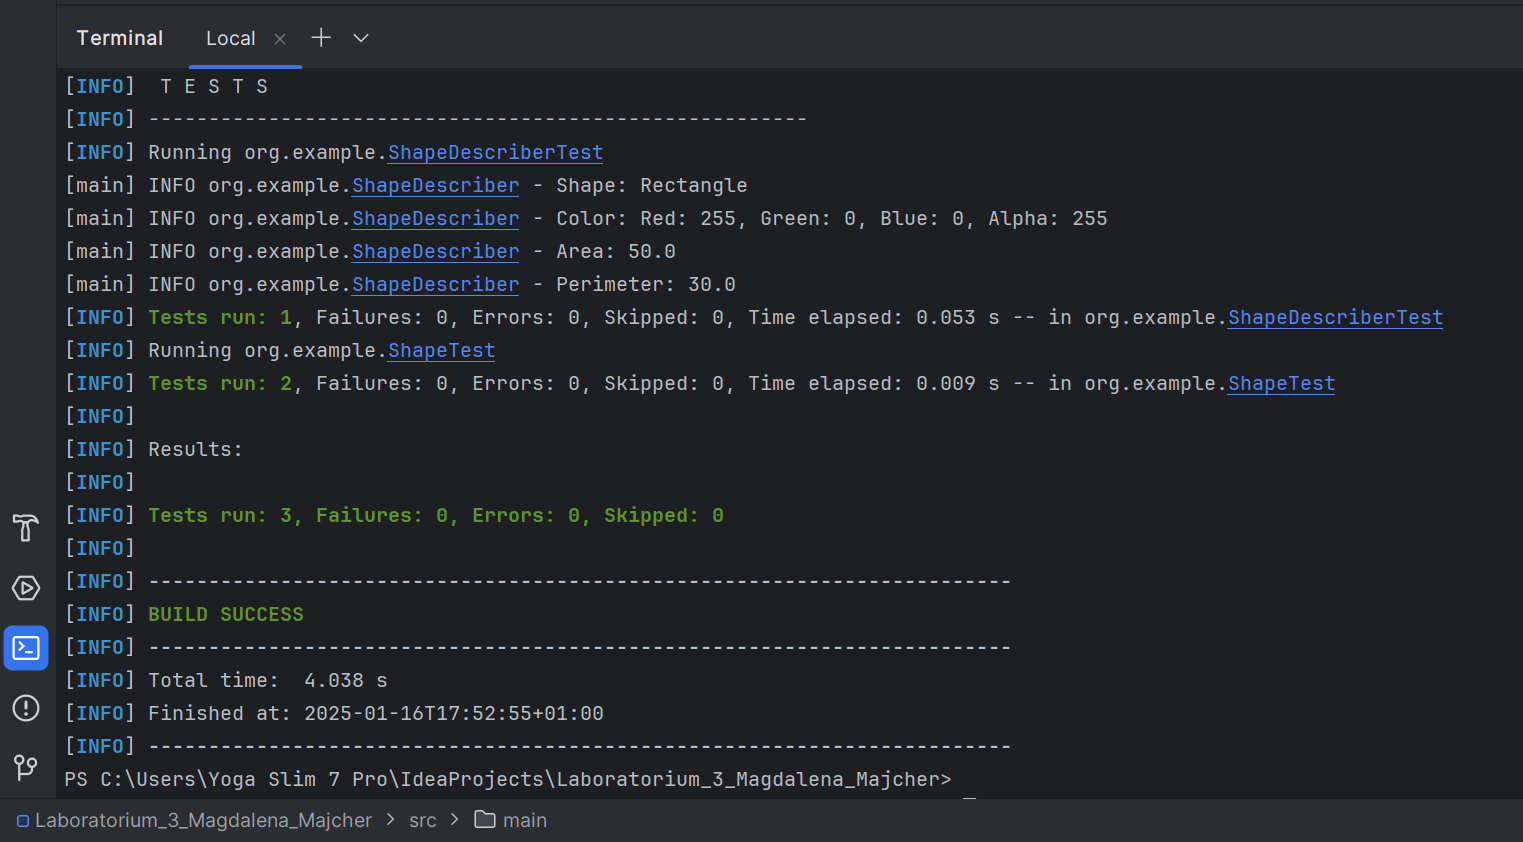 Terminal Local
[INFO]  T E S T S
[INFO] -------------------------------------------------------
[INFO] Running org.example.ShapeDescriberTest
[main] INFO org.example.ShapeDescriber - Shape: Rectangle
[main] INFO org.example.ShapeDescriber - Color: Red: 255, Green: 0, Blue: 0, Alpha: 255
[main] INFO org.example.ShapeDescriber - Area: 50.0
[main] INFO org.example.ShapeDescriber - Perimeter: 30.0
[INFO] Tests run: 1, Failures: 0, Errors: 0, Skipped: 0, Time elapsed: 0.053 s -- in org.example.ShapeDescriberTest
[INFO] Running org.example.ShapeTest
[INFO] Tests run: 2, Failures: 0, Errors: 0, Skipped: 0, Time elapsed: 0.009 s -- in org.example.ShapeTest
[INFO]
[INFO] Results:
[INFO]
[INFO] Tests run: 3, Failures: 0, Errors: 0, Skipped: 0
[INFO]
[INFO] ------------------------------------------------------------------------
[INFO] BUILD SUCCESS
[INFO] ------------------------------------------------------------------------
[INFO] Total time:  4.038 s
[INFO] Finished at: 2025-01-16T17:52:55+01:00
[INFO] ------------------------------------------------------------------------
PS C:\Users\Yoga Slim 7 Pro\IdeaProjects\Laboratorium_3_Magdalena_Majcher>
Laboratorium_3_Magdalena_Majcher > src > main